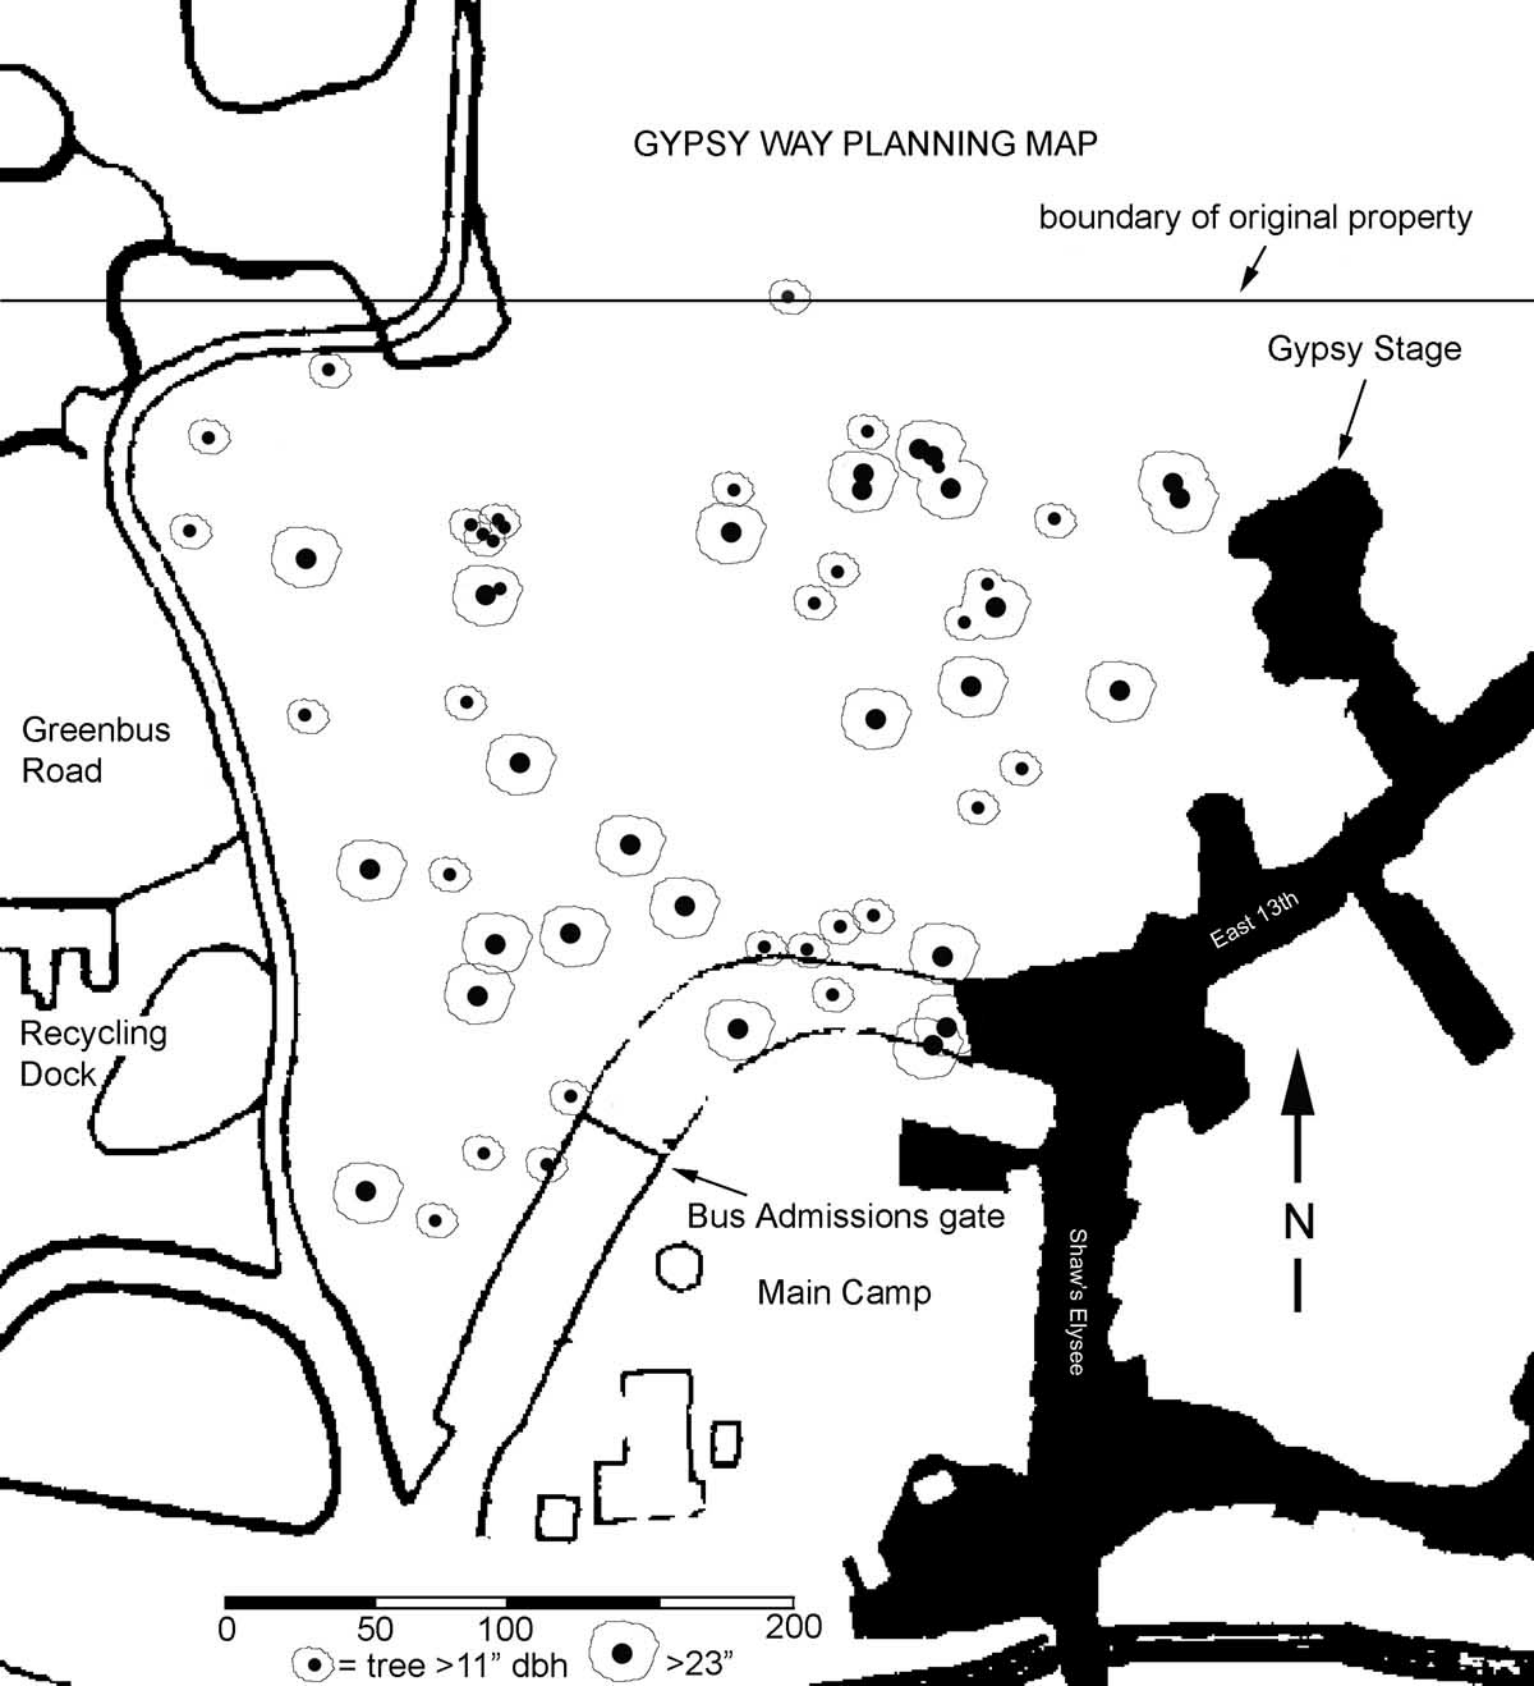 GYPSY WAY PLANNING MAP
boundary of original property
Gypsy Stage
Greenbus
Road
East 13th
Recycling
Dock
Bus Admissions gate
N
Main Camp
Shaw's Elysee
0 50 100 200
= tree >11” dbh >23”